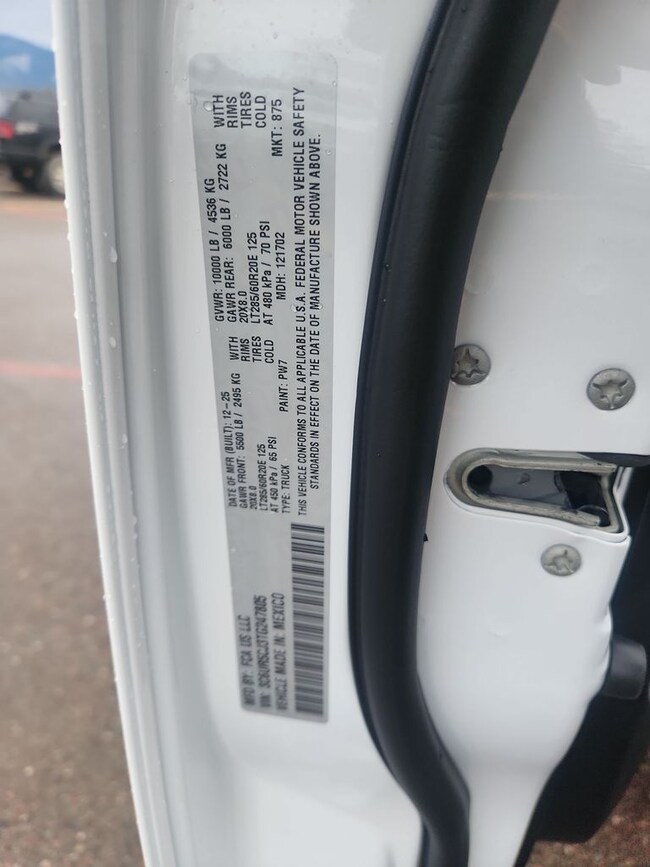 MFD BY: FCA US LLC
DATE OF MFR (BUILT): 12-25
GVWR: 10000 LB / 4536 KG
VIN: 3C6UR5CJ3TG247805
GAWR FRONT: 5500 LB / 2495 KG
WITH
GAWR REAR: 6000 LB / 2722 KG
WITH
20X8.0
RIMS
20X8.0
RIMS
VEHICLE MADE IN: MEXICO
LT285/60R20E 125
TIRES
LT285/60R20E 125
TIRES
AT 450 kPa / 65 PSI
COLD
AT 480 kPa / 70 PSI
COLD
TYPE: TRUCK
PAINT: PW7
MDH: 121702
MKT: 875
THIS VEHICLE CONFORMS TO ALL APPLICABLE U.S.A. FEDERAL MOTOR VEHICLE SAFETY
STANDARDS IN EFFECT ON THE DATE OF MANUFACTURE SHOWN ABOVE.